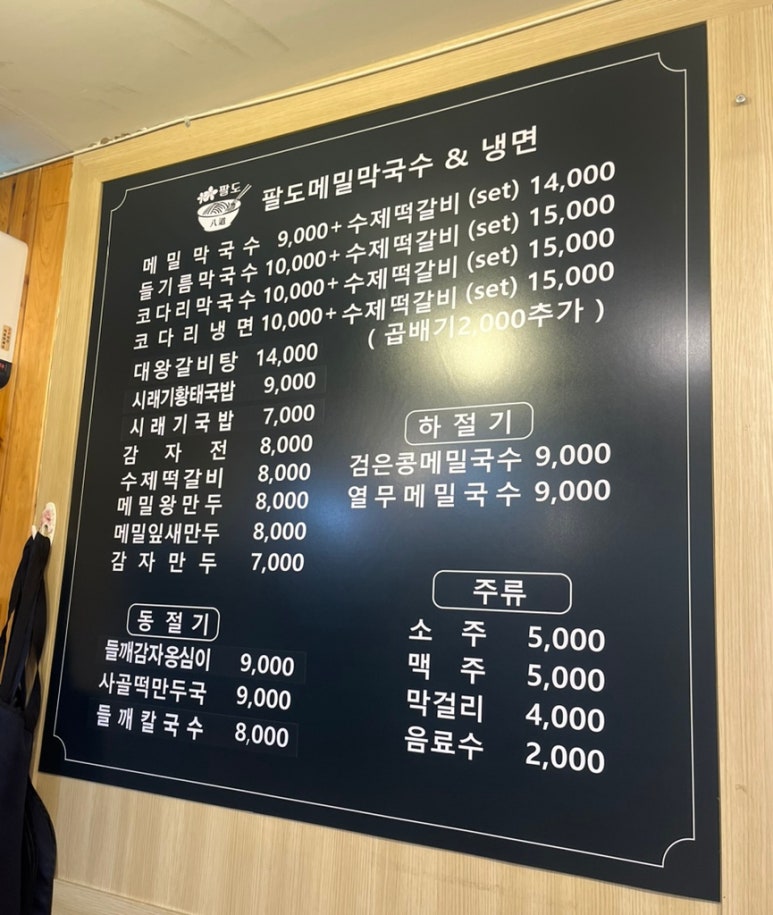 팔도
八道
팔도메밀막국수 & 냉면
메밀막국수 9,000 + 수제떡갈비 (set) 14,000
들기름막국수 10,000 + 수제떡갈비 (set) 15,000
코다리막국수 10,000 + 수제떡갈비 (set) 15,000
코다리냉면 10,000 + 수제떡갈비 (set) 15,000
( 곱배기2,000추가 )
대왕갈비탕 14,000
시래기황태국밥 9,000
시래기국밥 7,000
감자전 8,000
수제떡갈비 8,000
메밀왕만두 8,000
메밀잎새만두 8,000
감자만두 7,000
하절기
검은콩메밀국수 9,000
열무메밀국수 9,000
동절기
들깨감자옹심이 9,000
사골떡만두국 9,000
들깨칼국수 8,000
주류
소주 5,000
맥주 5,000
막걸리 4,000
음료수 2,000